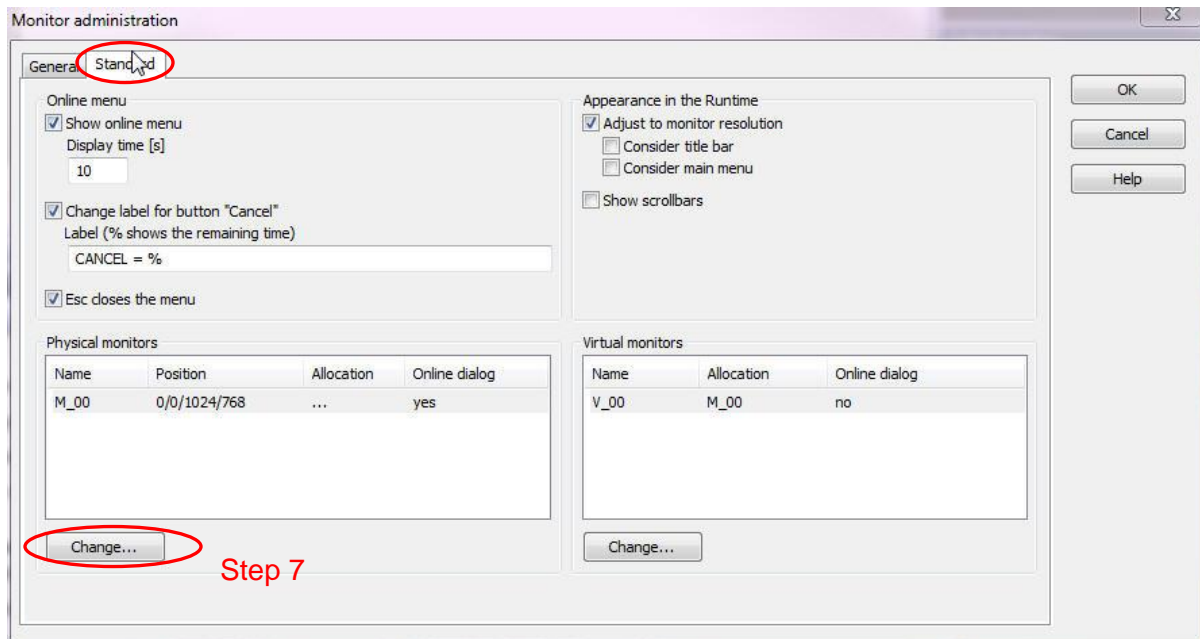 Monitor administration
General Standard
Online menu
Show online menu
Display time [s]
10
Change label for button "Cancel"
Label (% shows the remaining time)
CANCEL = %
Esc closes the menu
Appearance in the Runtime
Adjust to monitor resolution
Consider title bar
Consider main menu
Show scrollbars
OK
Cancel
Help
Physical monitors
Name Position Allocation Online dialog
M_00 0/0/1024/768 ... yes
Change...
Step 7
Virtual monitors
Name Allocation Online dialog
V_00 M_00 no
Change...